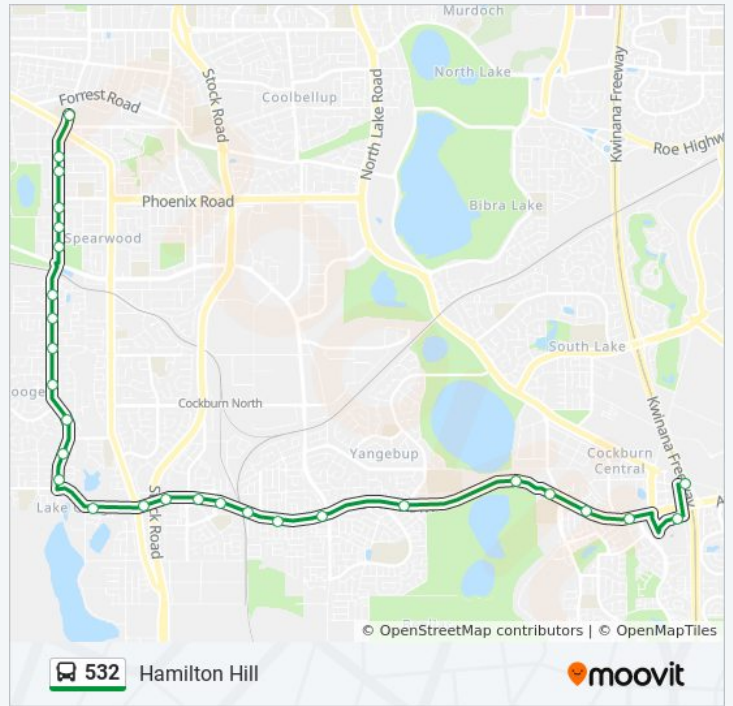 Murdoch
North Lake
Forrest Road
Coolbellup
Stock Road
North Lake Road
Kwinana Freeway
Roe Highw
Phoenix Road
Bibra Lake
Spearwood
South Lake
ooge
Cockburn North
Kwinana Freeway
Yangebup
Cockburn
Central
Lake C
Stock Road
A
© OpenStreetMap contributors | © OpenMapTiles
532 Hamilton Hill
moovit